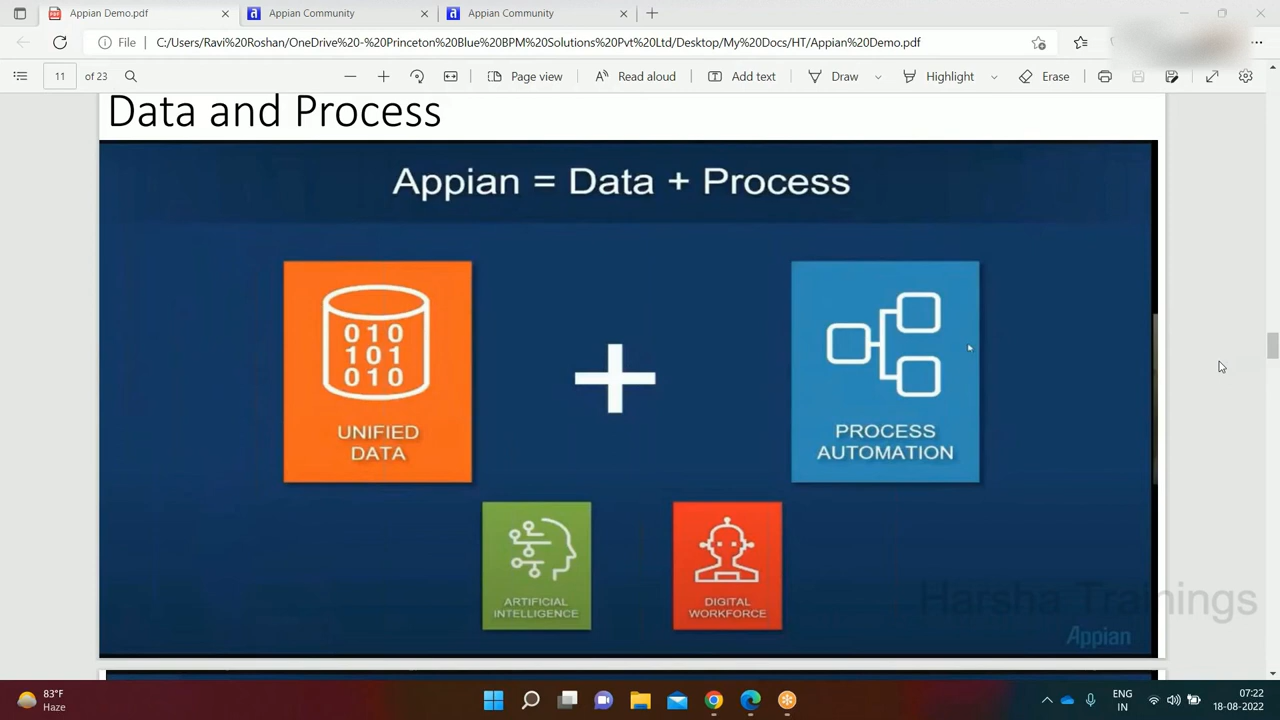 Appian Demo.pdf
Appian Community
Appian Community
File
C:/Users/Ravi%20Roshan/OneDrive%20-%20Princeton%20Blue%20BPM%20Solutions%20Pvt%20Ltd/Desktop/My%20Docs/HT/Appian%20Demo.pdf
11 of 23
Page view
Read aloud
Add text
Draw
Highlight
Erase
Data and Process
Appian = Data + Process
010
101
010
UNIFIED
DATA
PROCESS
AUTOMATION
ARTIFICIAL
INTELLIGENCE
DIGITAL
WORKFORCE
Harsha Trainings
Appian
83°F
Haze
ENG
IN
07:22
18-08-2022